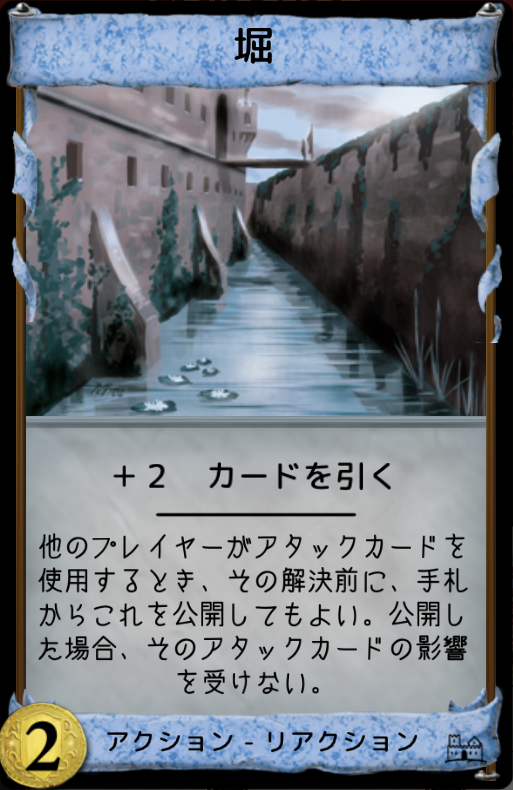 堀
＋２　カードを引く
他のプレイヤーがアタックカードを
使用するとき、その解決前に、手札
からこれを公開してもよい。公開し
た場合、そのアタックカードの影響
を受けない。
2
アクション - リアクション